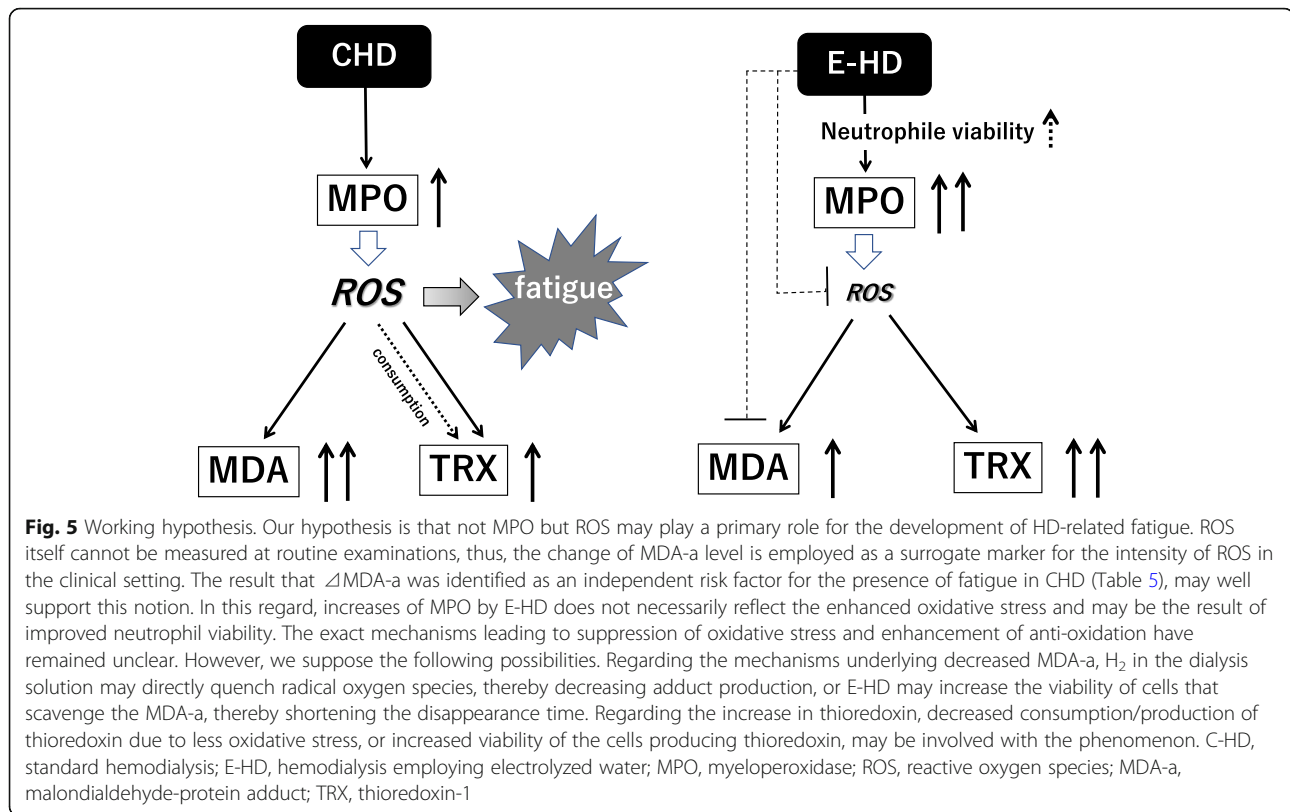 CHD
E-HD
Neutrophile viability
MPO
MPO
ROS
fatigue
ROS
consumption
MDA
TRX
MDA
TRX
Fig. 5 Working hypothesis. Our hypothesis is that not MPO but ROS may play a primary role for the development of HD-related fatigue. ROS
itself cannot be measured at routine examinations, thus, the change of MDA-a level is employed as a surrogate marker for the intensity of ROS in
the clinical setting. The result that ⊿MDA-a was identified as an independent risk factor for the presence of fatigue in CHD (Table 5), may well
support this notion. In this regard, increases of MPO by E-HD does not necessarily reflect the enhanced oxidative stress and may be the result of
improved neutrophil viability. The exact mechanisms leading to suppression of oxidative stress and enhancement of anti-oxidation have
remained unclear. However, we suppose the following possibilities. Regarding the mechanisms underlying decreased MDA-a, H₂ in the dialysis
solution may directly quench radical oxygen species, thereby decreasing adduct production, or E-HD may increase the viability of cells that
scavenge the MDA-a, thereby shortening the disappearance time. Regarding the increase in thioredoxin, decreased consumption/production of
thioredoxin due to less oxidative stress, or increased viability of the cells producing thioredoxin, may be involved with the phenomenon. C-HD,
standard hemodialysis; E-HD, hemodialysis employing electrolyzed water; MPO, myeloperoxidase; ROS, reactive oxygen species; MDA-a,
malondialdehyde-protein adduct; TRX, thioredoxin-1